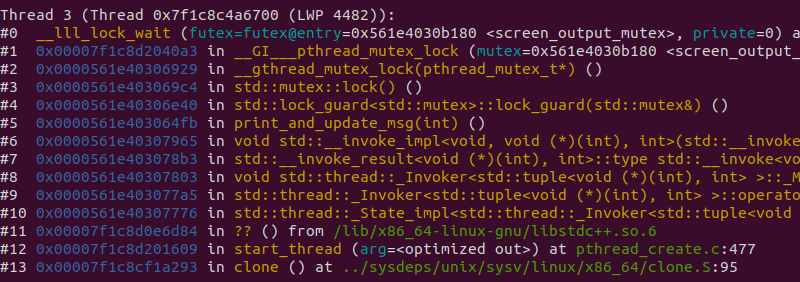 Thread 3 (Thread 0x7f1c8c4a6700 (LWP 4482)):
#0  __lll_lock_wait (futex=futex@entry=0x561e4030b180 <screen_output_mutex>, private=0) a
#1  0x00007f1c8d2040a3 in __GI___pthread_mutex_lock (mutex=0x561e4030b180 <screen_output_
#2  0x0000561e40306929 in __gthread_mutex_lock(pthread_mutex_t*) ()
#3  0x0000561e403069c4 in std::mutex::lock() ()
#4  0x0000561e40306e40 in std::lock_guard<std::mutex>::lock_guard(std::mutex&) ()
#5  0x0000561e403064fb in print_and_update_msg(int) ()
#6  0x0000561e40307965 in void std::__invoke_impl<void, void (*)(int), int>(std::__invoke
#7  0x0000561e403078b3 in std::__invoke_result<void (*)(int), int>::type std::__invoke<vo
#8  0x0000561e40307803 in void std::thread::_Invoker<std::tuple<void (*)(int), int> >::_M
#9  0x0000561e403077a5 in std::thread::_Invoker<std::tuple<void (*)(int), int> >::operato
#10 0x0000561e40307776 in std::thread::_State_impl<std::thread::_Invoker<std::tuple<void
#11 0x00007f1c8d0e6d84 in ?? () from /lib/x86_64-linux-gnu/libstdc++.so.6
#12 0x00007f1c8d201609 in start_thread (arg=<optimized out>) at pthread_create.c:477
#13 0x00007f1c8cf1a293 in clone () at ../sysdeps/unix/sysv/linux/x86_64/clone.S:95